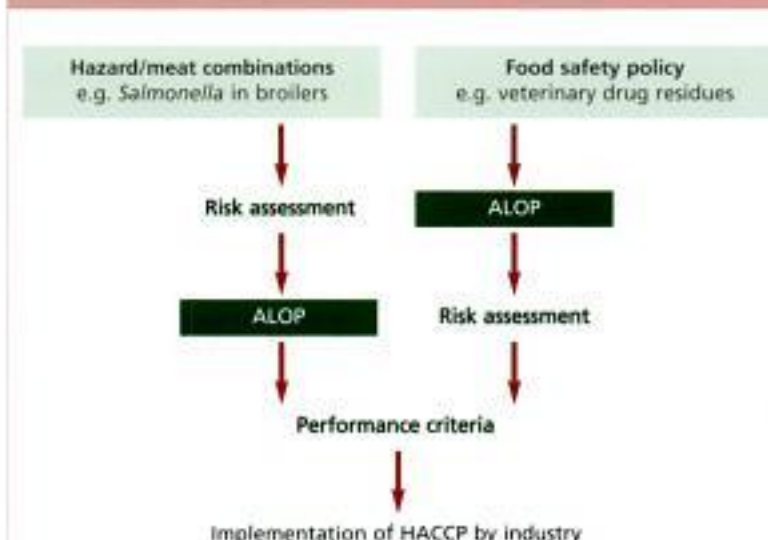 Hazard/meat combinations
e.g. Salmonella in broilers
Food safety policy
e.g. veterinary drug residues
Risk assessment
ALOP
ALOP
Risk assessment
Performance criteria
Implementation of HACCP by industry